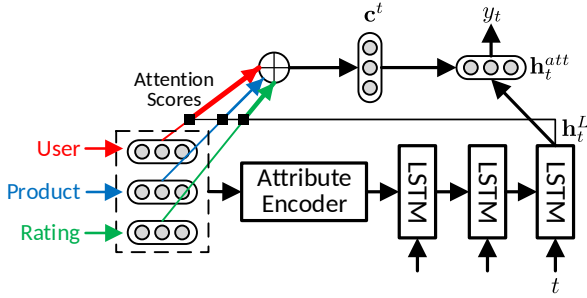 c^t
y_t
h_t^{att}
Attention
Scores
h_t^L
User
Product
Rating
Attribute
Encoder
LSTM
LSTM
LSTM
t